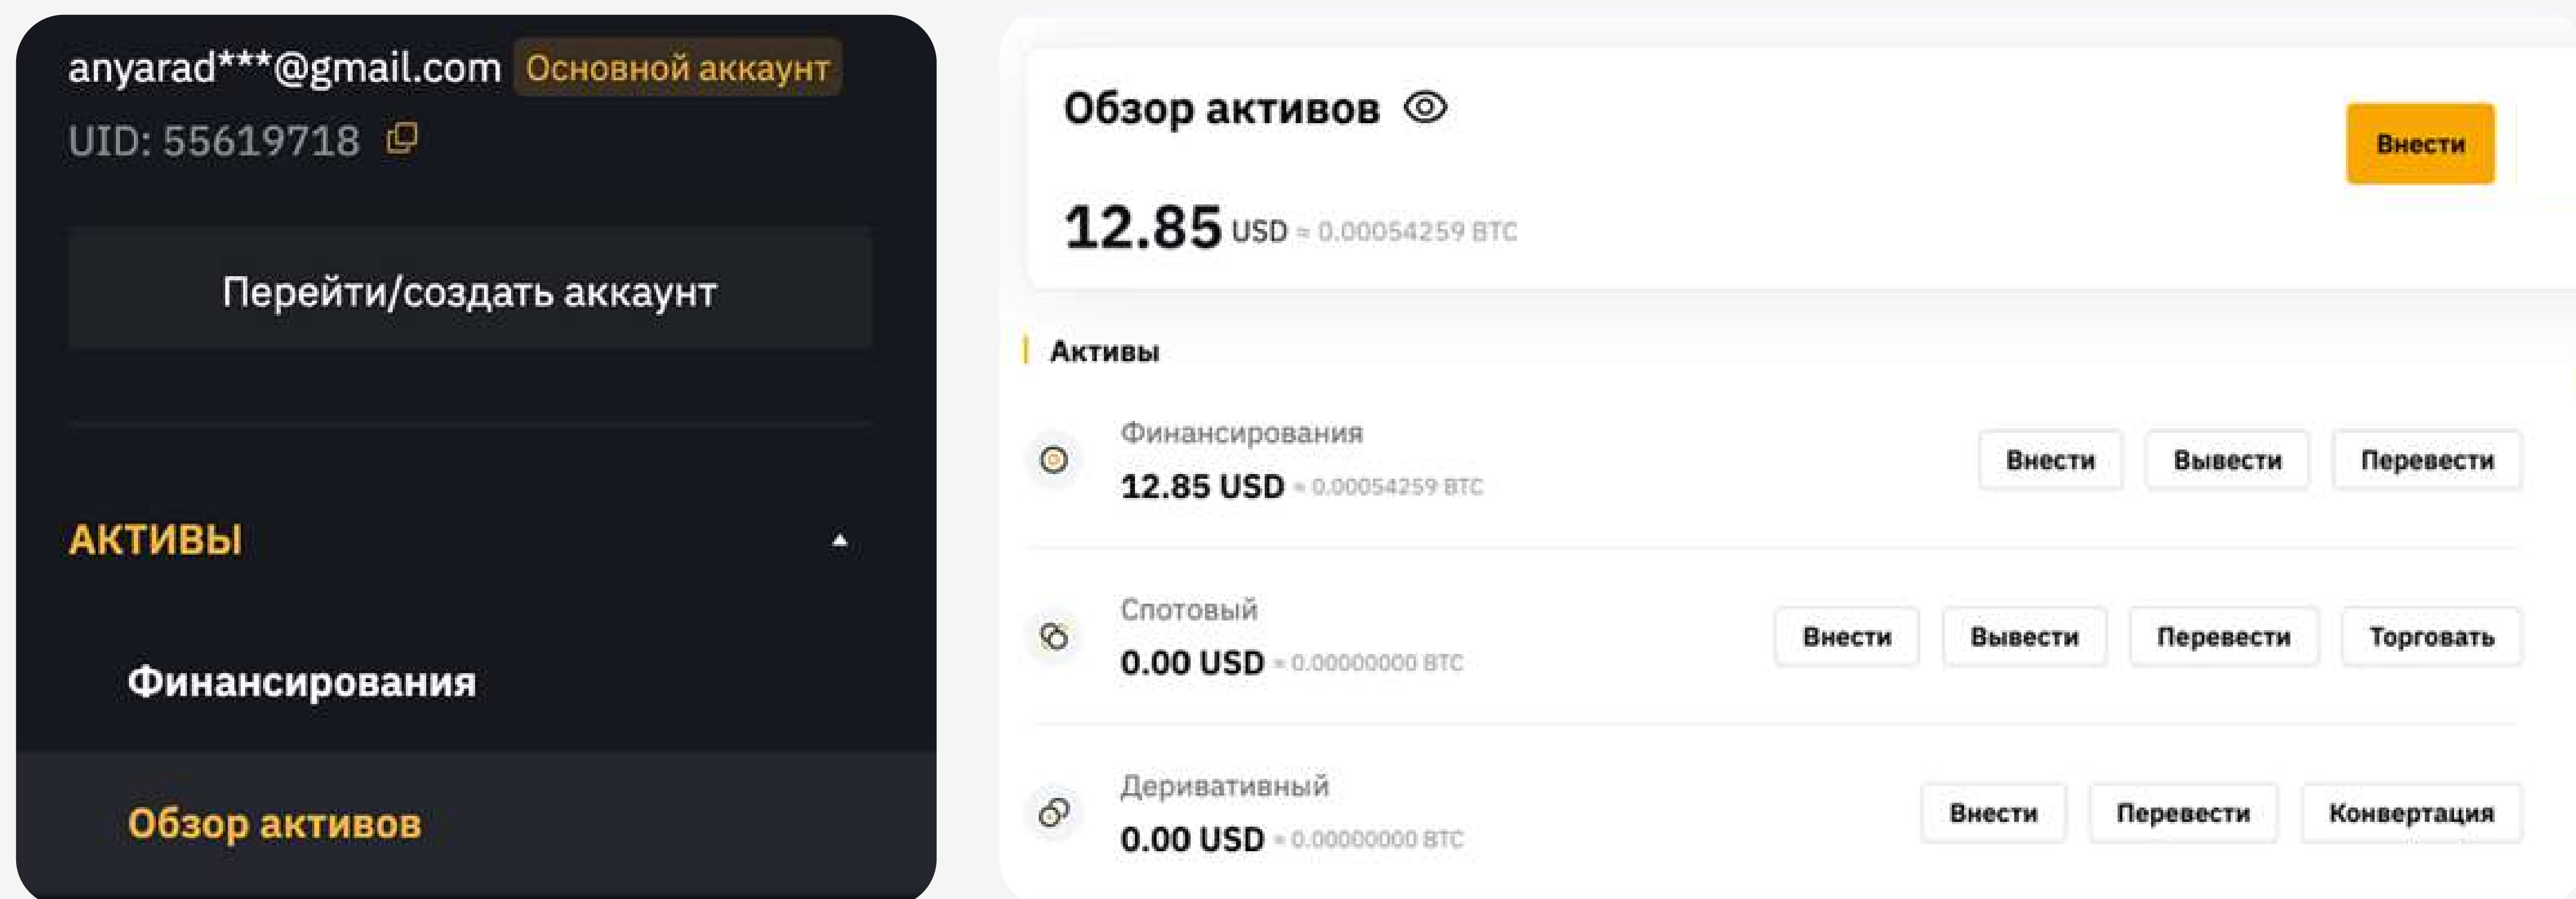 anyarad***@gmail.com Основной аккаунт
UID: 55619718
Перейти/создать аккаунт
АКТИВЫ
Финансирования
Обзор активов
Обзор активов
Внести
12.85 USD ≈ 0.00054259 BTC
Активы
Финансирования
12.85 USD ≈ 0.00054259 BTC
Внести Вывести Перевести
Спотовый
0.00 USD ≈ 0.00000000 BTC
Внести Вывести Перевести Торговать
Деривативный
0.00 USD ≈ 0.00000000 BTC
Внести Перевести Конвертация